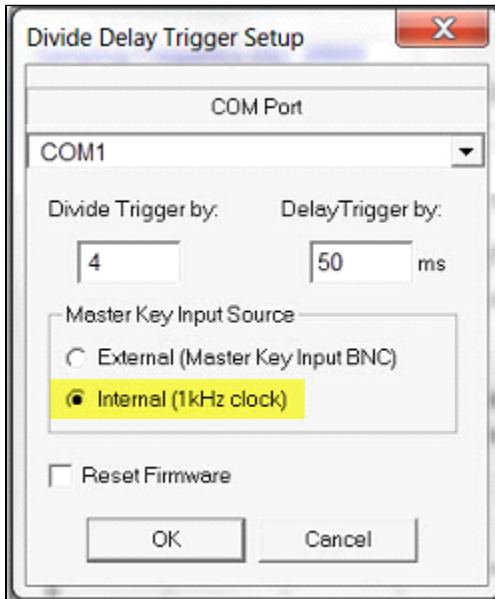 Divide Delay Trigger Setup
COM Port
COM1
Divide Trigger by: DelayTrigger by:
4 50 ms
Master Key Input Source
External (Master Key Input BNC)
Internal (1kHz clock)
Reset Firmware
OK Cancel